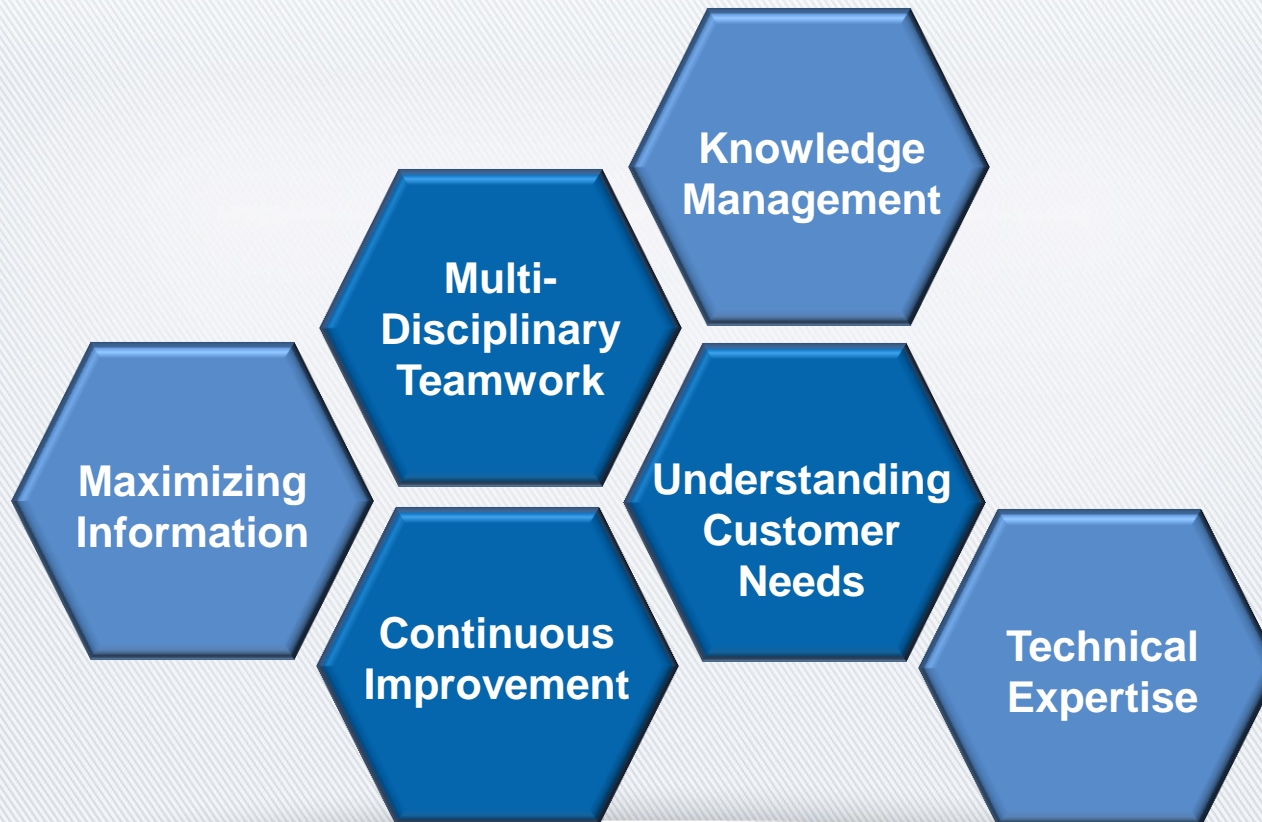 Knowledge
Management
Multi-
Disciplinary
Teamwork
Maximizing
Information
Understanding
Customer
Needs
Continuous
Improvement
Technical
Expertise